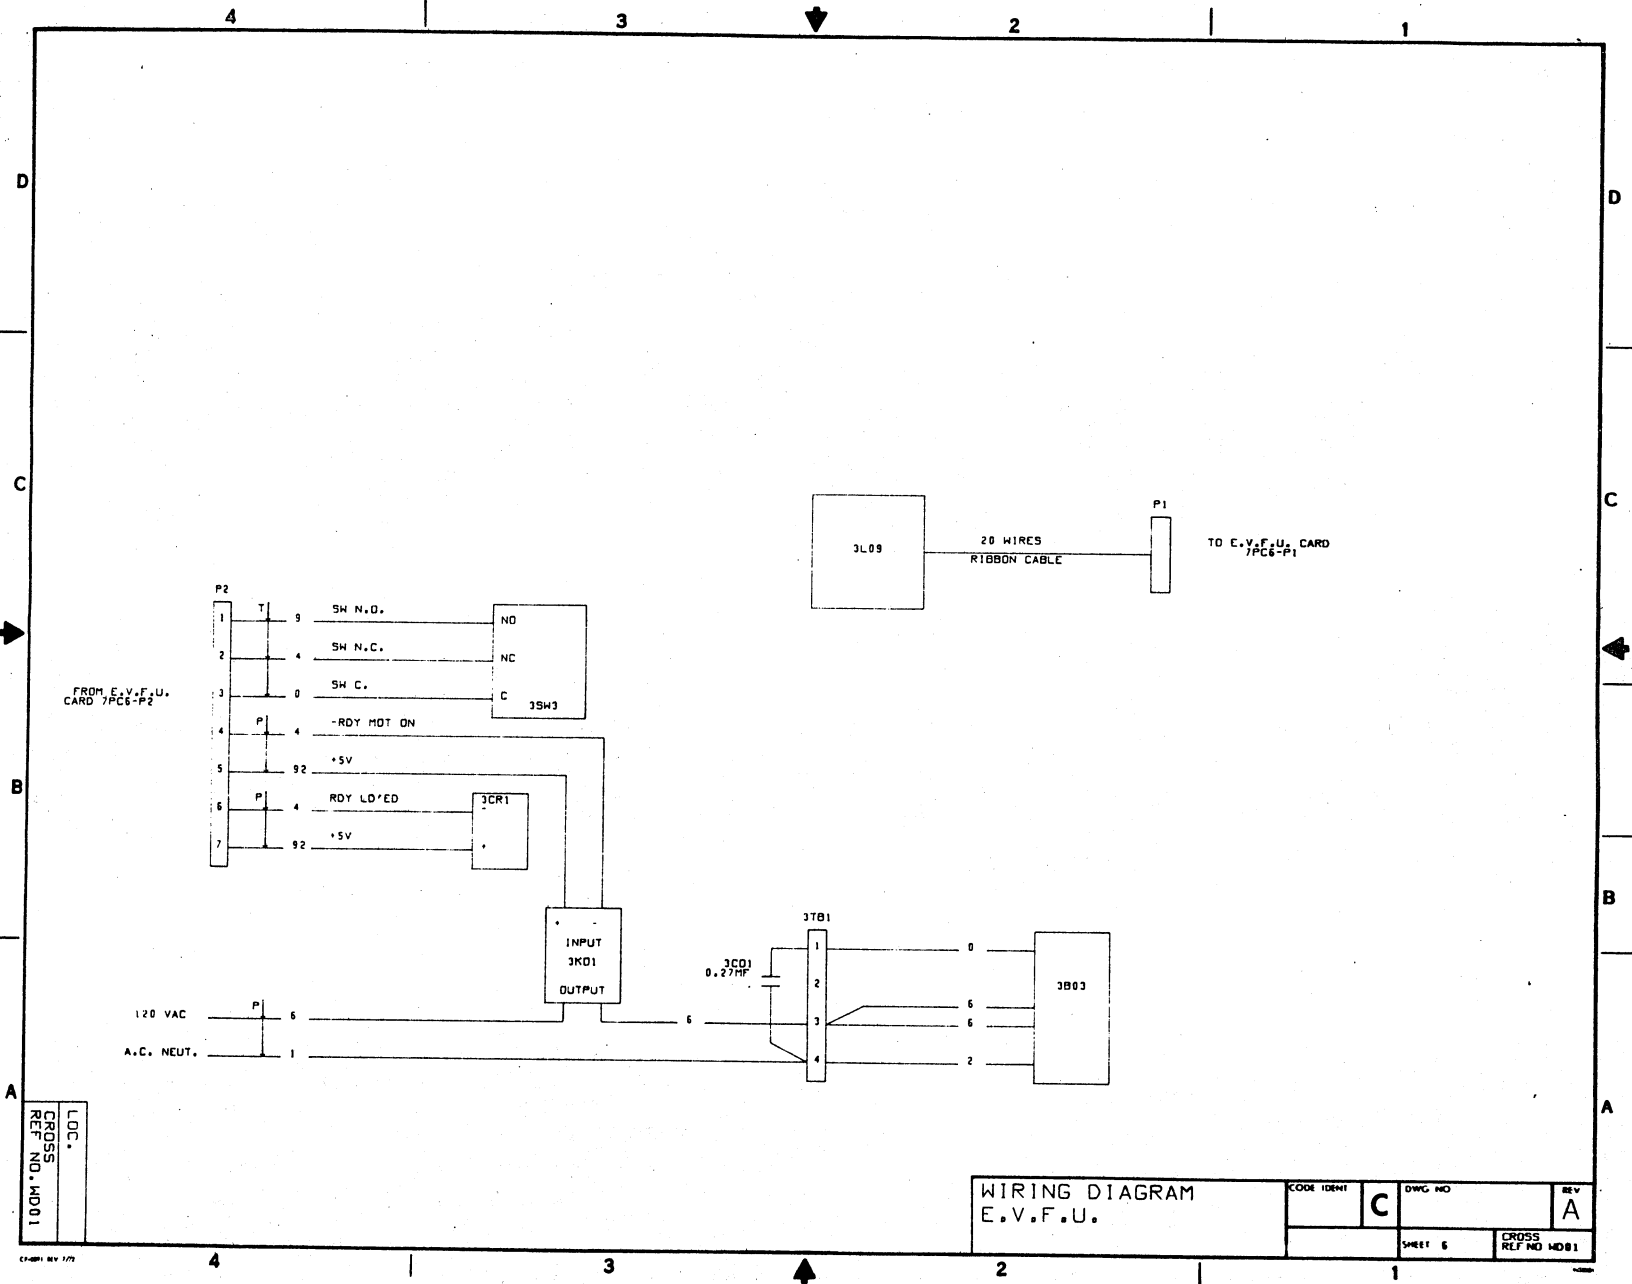 4 3 2 1
D D
C C
P1
20 WIRES
3L09
TO E.V.F.U. CARD
7PC6-P1
RIBBON CABLE
P2
1 T 9 SW N.O. NO
2 4 SW N.C. NC
3 0 SW C. C
3SW3
FROM E.V.F.U.
CARD 7PC6-P2
4 P 4 -RDY MOT ON
5 92 +5V
B
6 P 4 RDY LD'ED 3CR1 -
7 92 +5V +
B
3TB1
+ -
INPUT
3K01
OUTPUT
3C01
0.27MF
1 0
2
3B03
6
120 VAC P 6 6 3 6
A.C. NEUT. 1 4 2
A A
LOC.
CROSS
REF NO. WD01
WIRING DIAGRAM
E.V.F.U.
CODE IDENT
C
DWG NO
REV
A
SHEET 6
CROSS
REF NO WD01
4 3 2 1